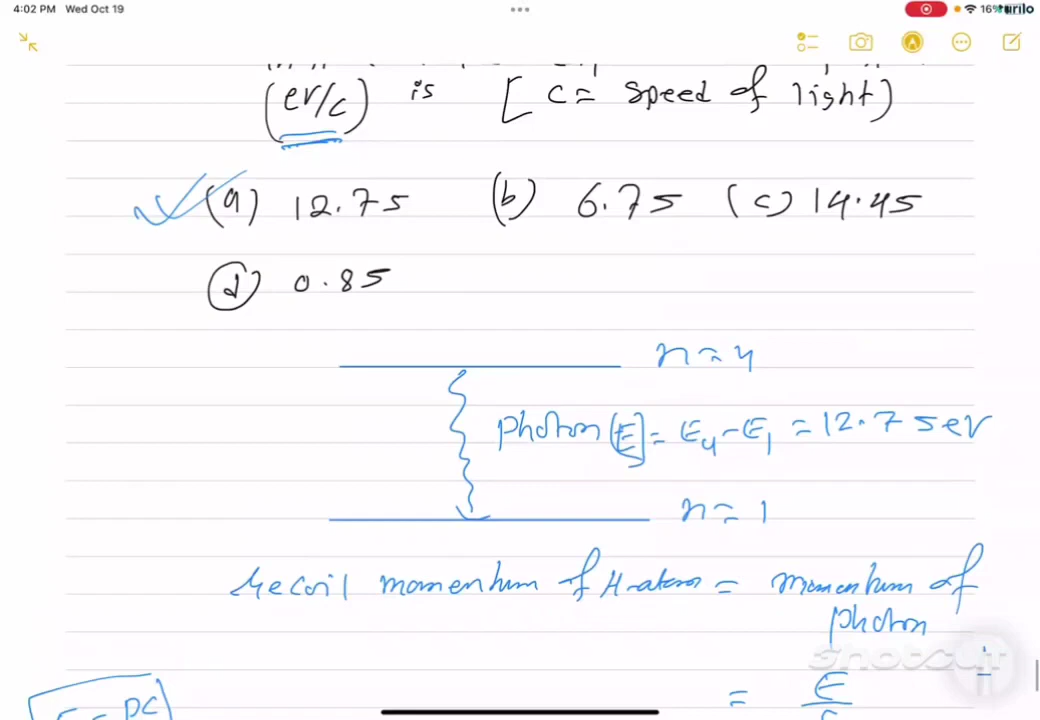 4:02 PM Wed Oct 19
16%
(ev/c) is [ c = speed of light)
(a) 12.75 (b) 6.75 (c) 14.45
(d) 0.85
n = 4
photon (E) = E4 - E1 = 12.75 ev
n = 1
recoil momentum of H-atom = momentum of
photon
shotcut
= E
PC